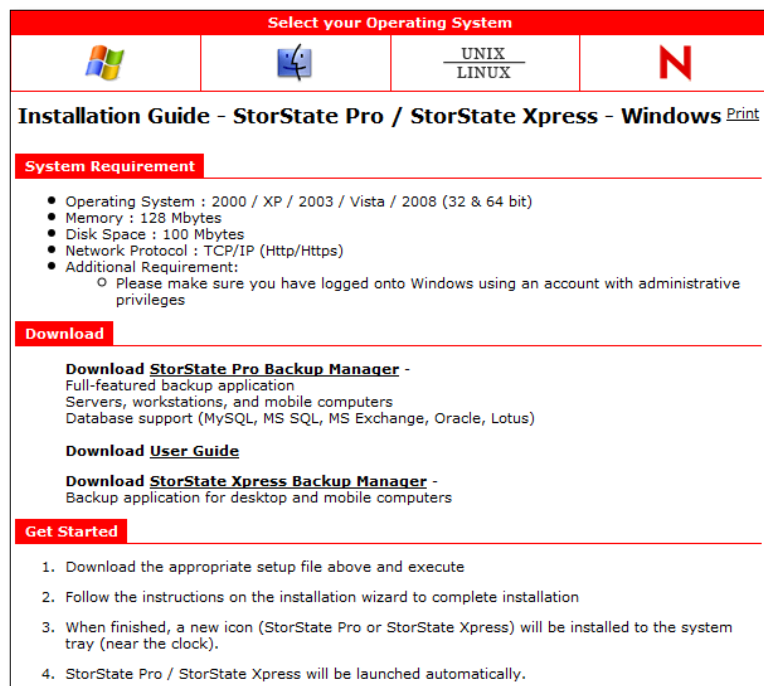 Select your Operating System
UNIX
LINUX
N
Installation Guide - StorState Pro / StorState Xpress - Windows Print
System Requirement
Operating System : 2000 / XP / 2003 / Vista / 2008 (32 & 64 bit)
Memory : 128 Mbytes
Disk Space : 100 Mbytes
Network Protocol : TCP/IP (Http/Https)
Additional Requirement:
Please make sure you have logged onto Windows using an account with administrative
privileges
Download
Download StorState Pro Backup Manager -
Full-featured backup application
Servers, workstations, and mobile computers
Database support (MySQL, MS SQL, MS Exchange, Oracle, Lotus)
Download User Guide
Download StorState Xpress Backup Manager -
Backup application for desktop and mobile computers
Get Started
1. Download the appropriate setup file above and execute
2. Follow the instructions on the installation wizard to complete installation
3. When finished, a new icon (StorState Pro or StorState Xpress) will be installed to the system
tray (near the clock).
4. StorState Pro / StorState Xpress will be launched automatically.